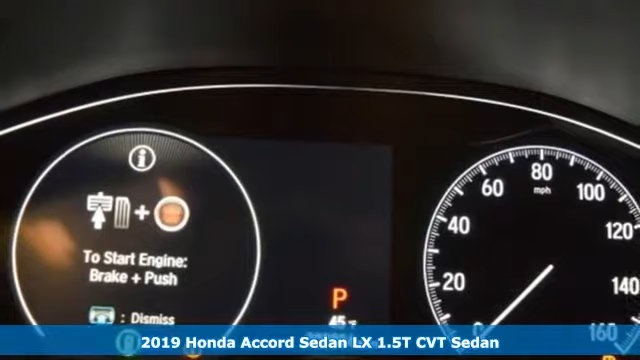 To Start Engine:
Brake + Push
: Dismiss
P
20
40
60
80
mph
100
120
140
160
2019 Honda Accord Sedan LX 1.5T CVT Sedan